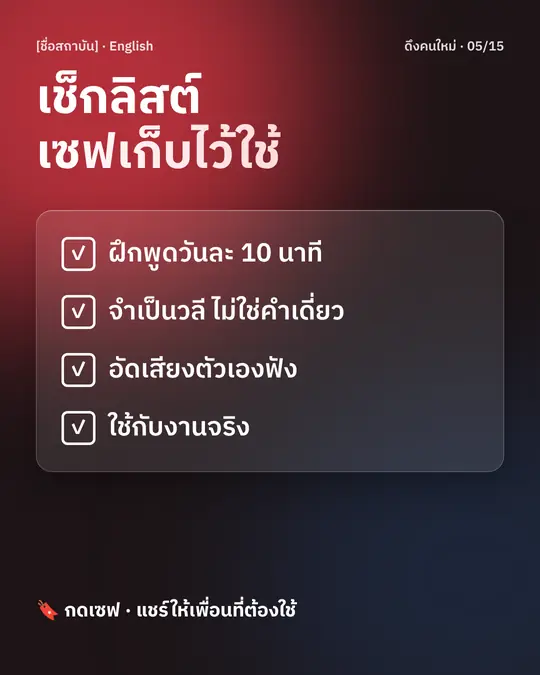 [ชื่อสถาบัน] · English
ดึงคนใหม่ · 05/15
เช็กลิสต์
เซฟเก็บไว้ใช้
ฝึกพูดวันละ 10 นาที
จำเป็นวลี ไม่ใช่คำเดี่ยว
อัดเสียงตัวเองฟัง
ใช้กับงานจริง
🔖 กดเซฟ · แชร์ให้เพื่อนที่ต้องใช้